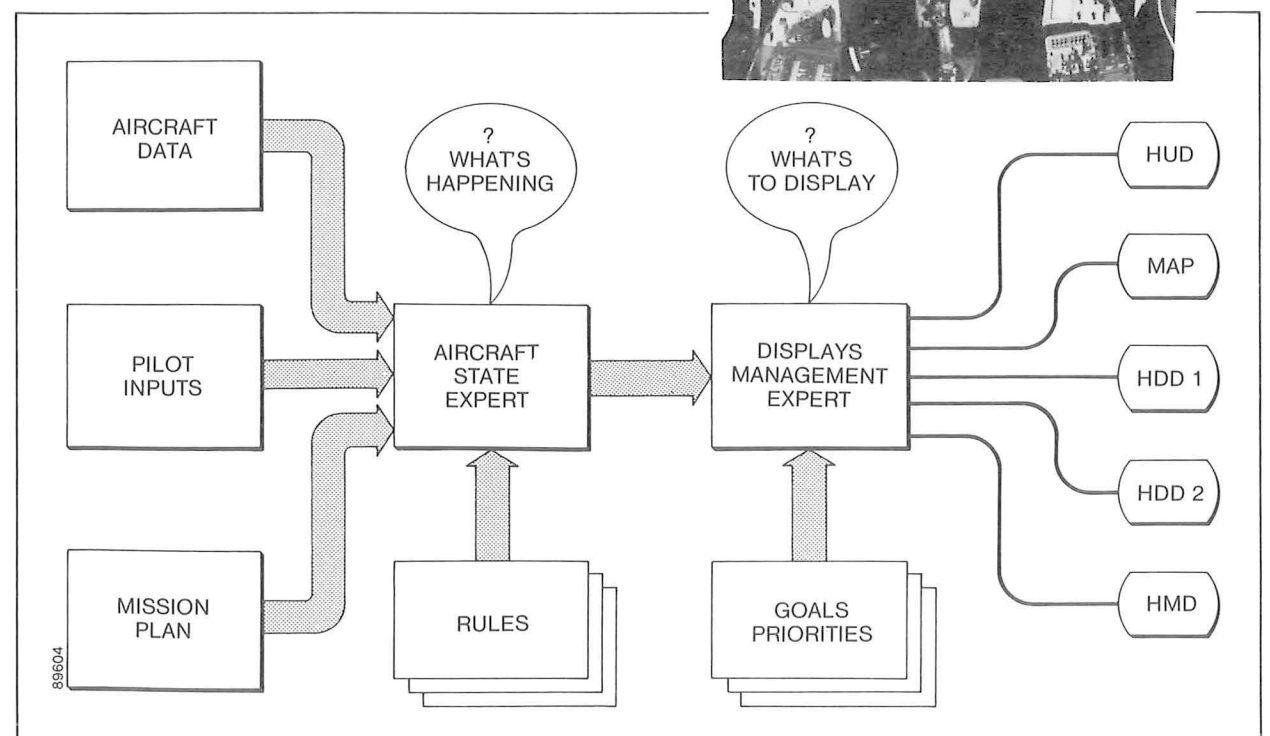 AIRCRAFT
DATA
PILOT
INPUTS
MISSION
PLAN
89604
?
WHAT'S
HAPPENING
AIRCRAFT
STATE
EXPERT
RULES
?
WHAT'S
TO DISPLAY
DISPLAYS
MANAGEMENT
EXPERT
GOALS
PRIORITIES
HUD
MAP
HDD 1
HDD 2
HMD